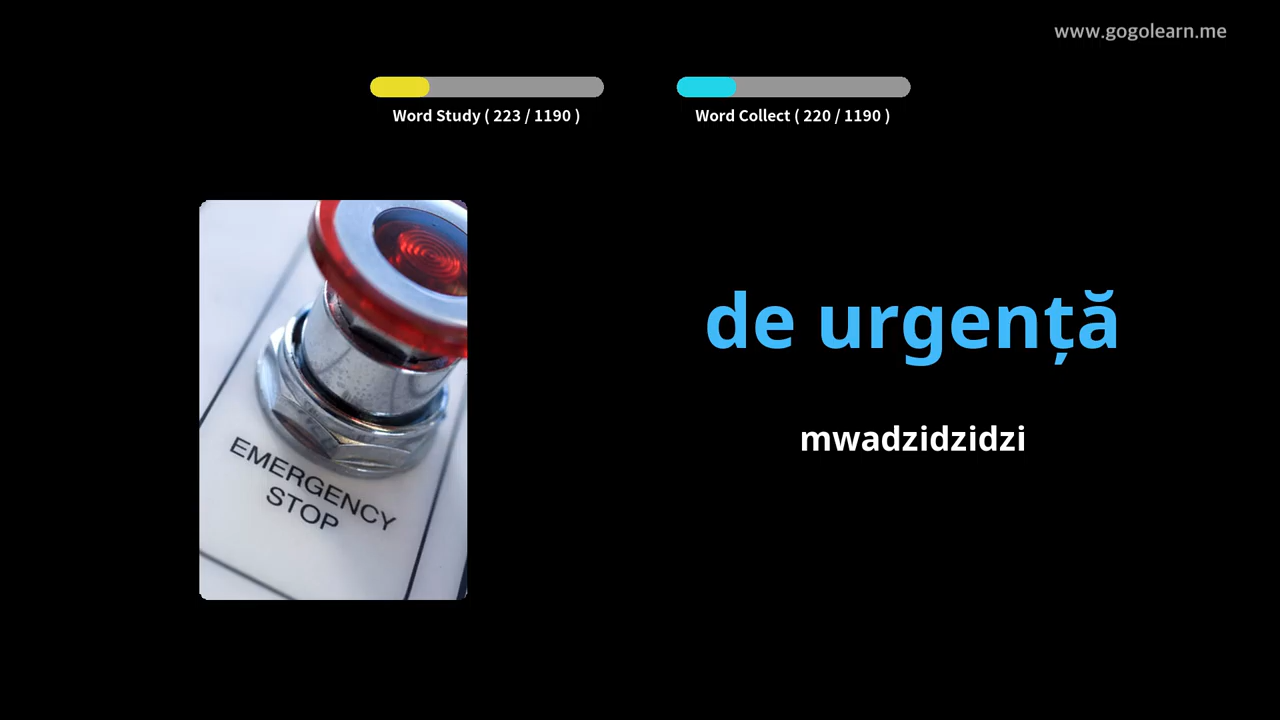 www.gogolearn.me
Word Study ( 223 / 1190 )
Word Collect ( 220 / 1190 )
de urgență
mwadzidzidzi
EMERGENCY
STOP